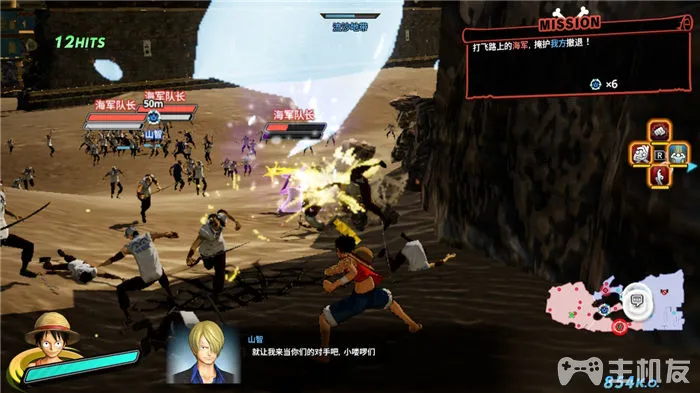 12HITS
流沙地带
MISSION
打飞路上的海军, 掩护我方撤退！
×6
海军队长
海军队长
50m
山智
海军队长
R
山智
就让我来当你们的对手吧, 小喽啰们
854K.O.
主机友